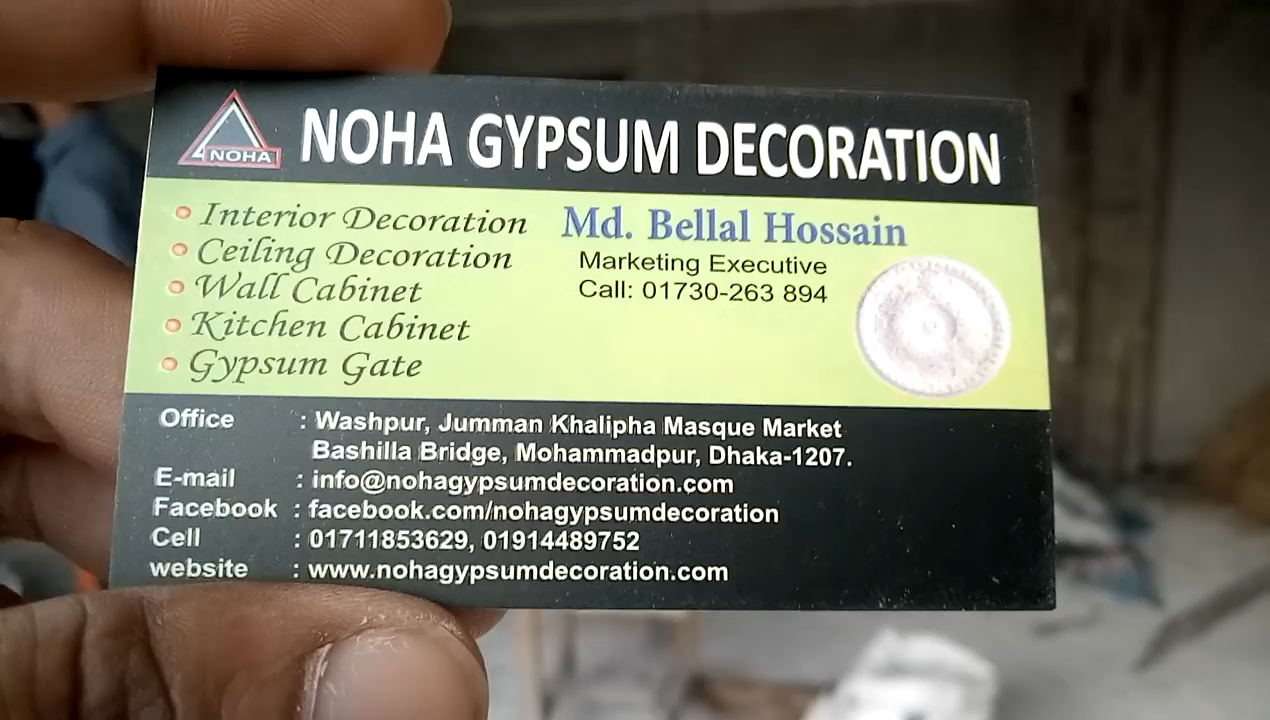 NOHA
NOHA GYPSUM DECORATION
Interior Decoration
Ceiling Decoration
Wall Cabinet
Kitchen Cabinet
Gypsum Gate
Md. Bellal Hossain
Marketing Executive
Call: 01730-263 894
Office : Washpur, Jumman Khalipha Masque Market
Bashilla Bridge, Mohammadpur, Dhaka-1207.
E-mail : info@nohagypsumdecoration.com
Facebook : facebook.com/nohagypsumdecoration
Cell : 01711853629, 01914489752
website : www.nohagypsumdecoration.com